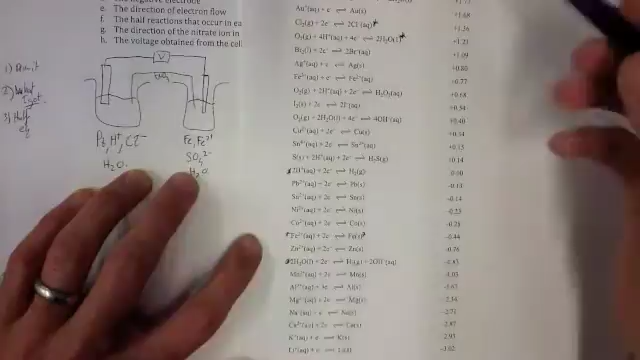 e. The direction of electron flow
f. The half reactions that occur in ea
g. The direction of the nitrate ion in
h. The voltage obtained from the cell
1)
2)
3) Half
V
Pt, H⁺, Cl⁻
H₂O
Fe, Fe²⁺
SO₄²⁻
H₂O
Au⁺(aq) + e⁻ ⇌ Au(s)
Cl₂(g) + 2e⁻ ⇌ 2Cl⁻(aq) +1.36
O₂(g) + 4H⁺(aq) + 4e⁻ ⇌ 2H₂O(l) +1.23
Br₂(l) + 2e⁻ ⇌ 2Br⁻(aq) +1.09
Ag⁺(aq) + e⁻ ⇌ Ag(s) +0.80
Fe³⁺(aq) + e⁻ ⇌ Fe²⁺(aq) +0.77
O₂(g) + 2H⁺(aq) + 2e⁻ ⇌ H₂O₂(aq) +0.68
I₂(s) + 2e⁻ ⇌ 2I⁻(aq) +0.54
O₂(g) + 2H₂O(l) + 4e⁻ ⇌ 4OH⁻(aq) +0.40
Cu²⁺(aq) + 2e⁻ ⇌ Cu(s) +0.34
Sn⁴⁺(aq) + 2e⁻ ⇌ Sn²⁺(aq) +0.15
S(s) + 2H⁺(aq) + 2e⁻ ⇌ H₂S(g) +0.14
2H⁺(aq) + 2e⁻ ⇌ H₂(g) 0.00
Pb²⁺(aq) + 2e⁻ ⇌ Pb(s) -0.13
Sn²⁺(aq) + 2e⁻ ⇌ Sn(s) -0.14
Ni²⁺(aq) + 2e⁻ ⇌ Ni(s) -0.23
Co²⁺(aq) + 2e⁻ ⇌ Co(s) -0.28
Fe²⁺(aq) + 2e⁻ ⇌ Fe(s) -0.44
Zn²⁺(aq) + 2e⁻ ⇌ Zn(s) -0.76
2H₂O(l) + 2e⁻ ⇌ H₂(g) + 2OH⁻(aq) -0.83
Mn²⁺(aq) + 2e⁻ ⇌ Mn(s) -1.03
Al³⁺(aq) + 3e⁻ ⇌ Al(s) -1.67
Mg²⁺(aq) + 2e⁻ ⇌ Mg(s) -2.34
Na⁺(aq) + e⁻ ⇌ Na(s) -2.71
Ca²⁺(aq) + 2e⁻ ⇌ Ca(s) -2.87
K⁺(aq) + e⁻ ⇌ K(s) -2.93
Li⁺(aq) + e⁻ ⇌ Li(s) -3.02